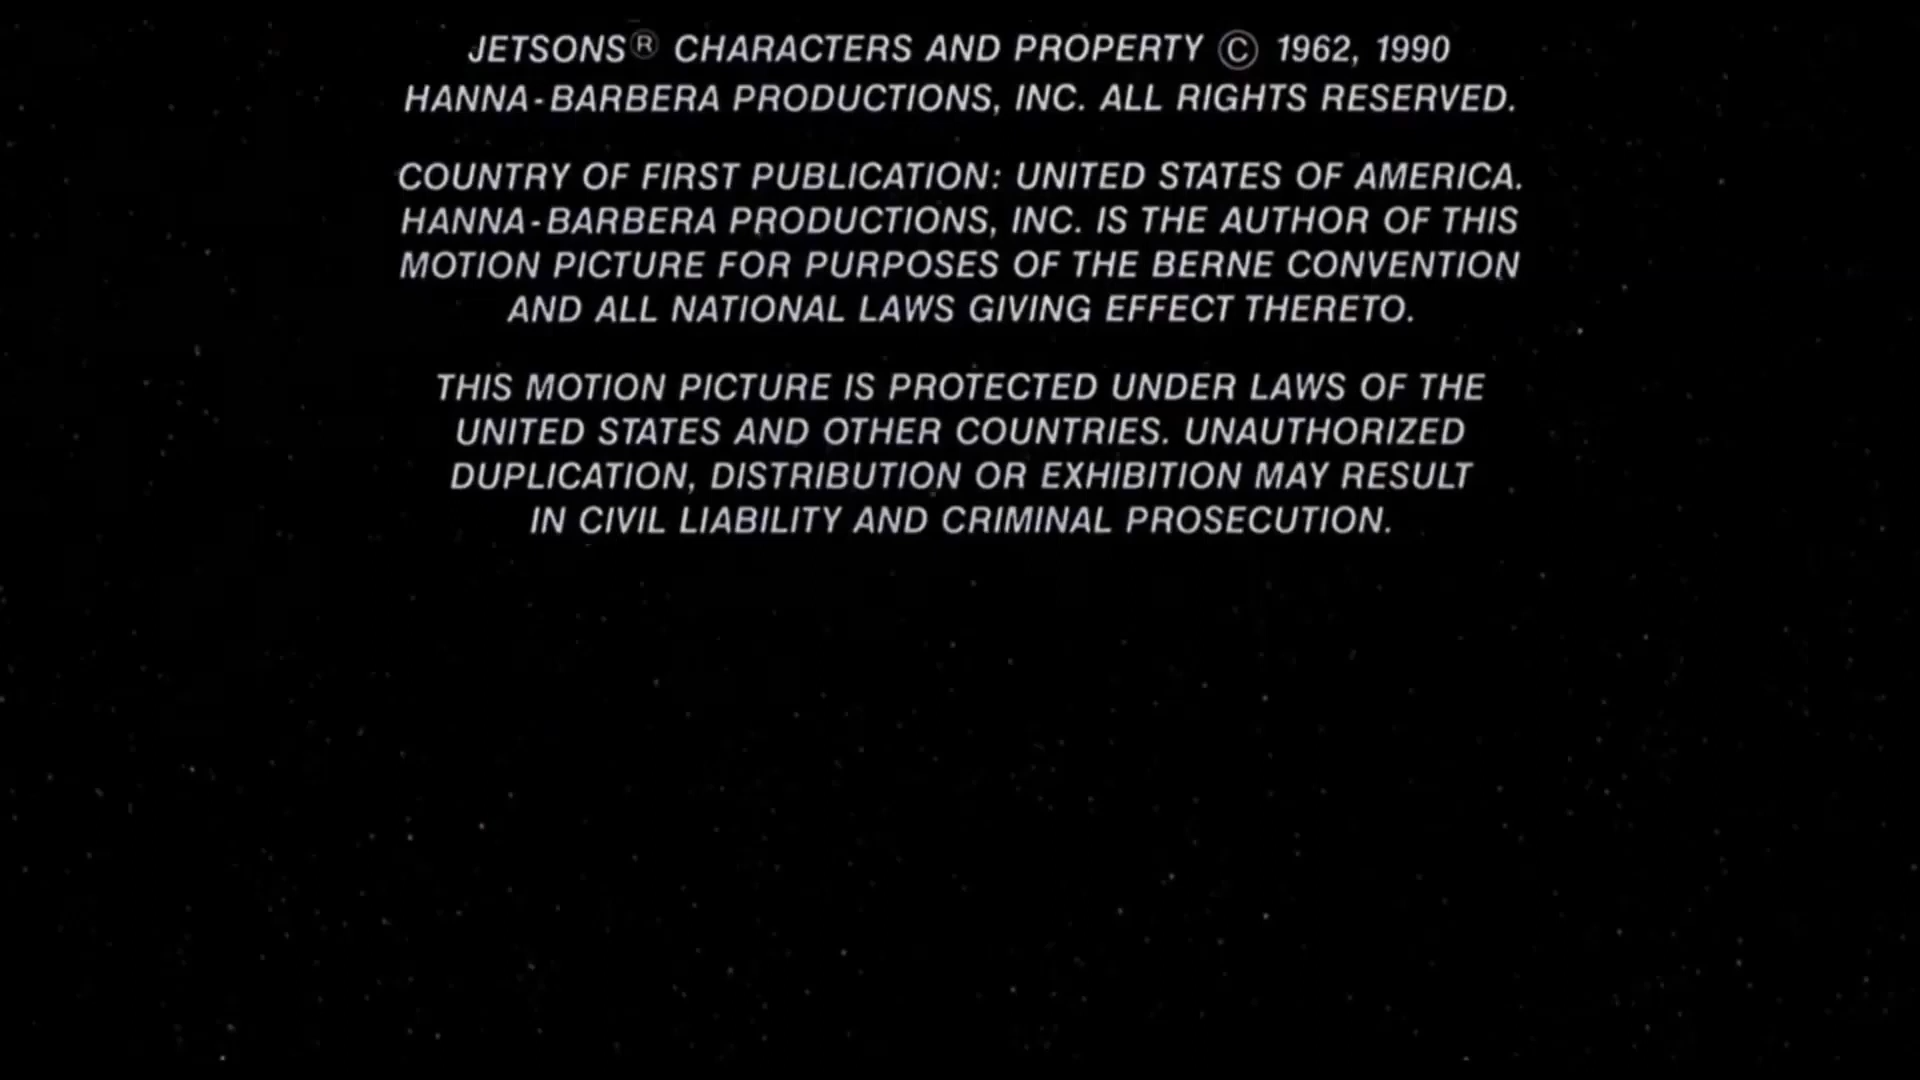 JETSONS® CHARACTERS AND PROPERTY © 1962, 1990
HANNA-BARBERA PRODUCTIONS, INC. ALL RIGHTS RESERVED.
COUNTRY OF FIRST PUBLICATION: UNITED STATES OF AMERICA.
HANNA-BARBERA PRODUCTIONS, INC. IS THE AUTHOR OF THIS
MOTION PICTURE FOR PURPOSES OF THE BERNE CONVENTION
AND ALL NATIONAL LAWS GIVING EFFECT THERETO.
THIS MOTION PICTURE IS PROTECTED UNDER LAWS OF THE
UNITED STATES AND OTHER COUNTRIES. UNAUTHORIZED
DUPLICATION, DISTRIBUTION OR EXHIBITION MAY RESULT
IN CIVIL LIABILITY AND CRIMINAL PROSECUTION.